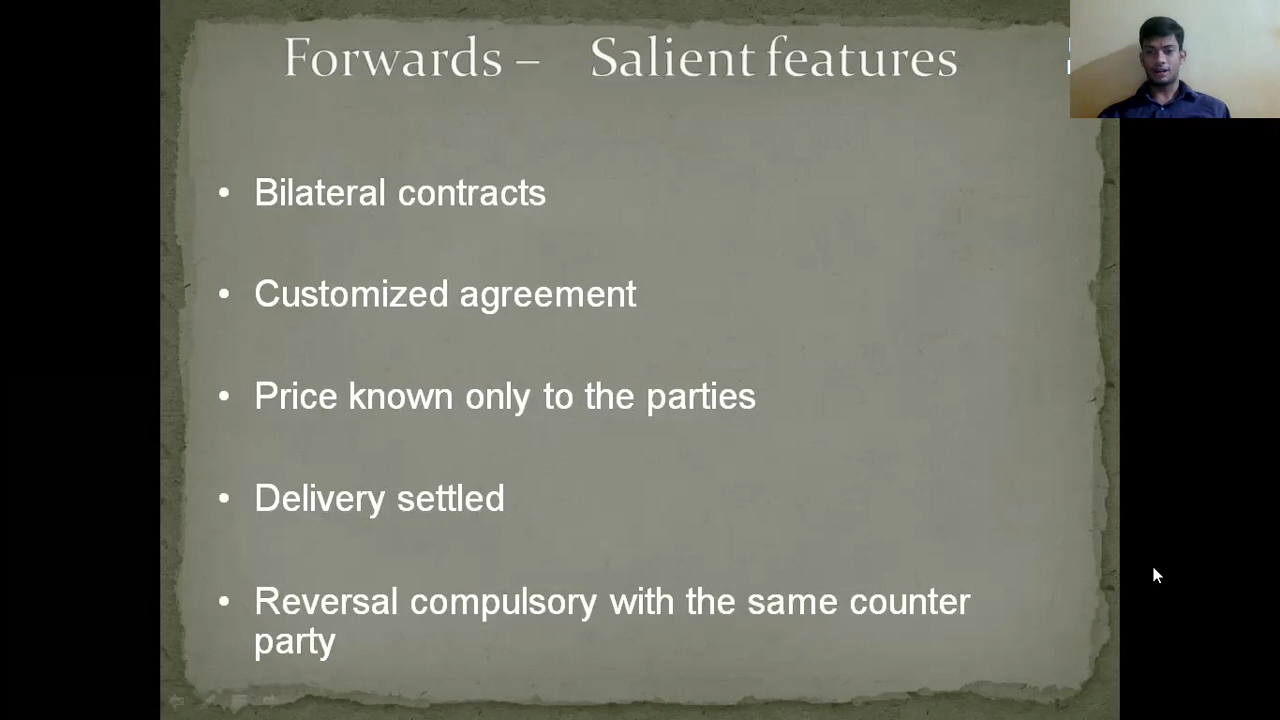 Forwards – Salient features
• Bilateral contracts
• Customized agreement
• Price known only to the parties
• Delivery settled
• Reversal compulsory with the same counter
party